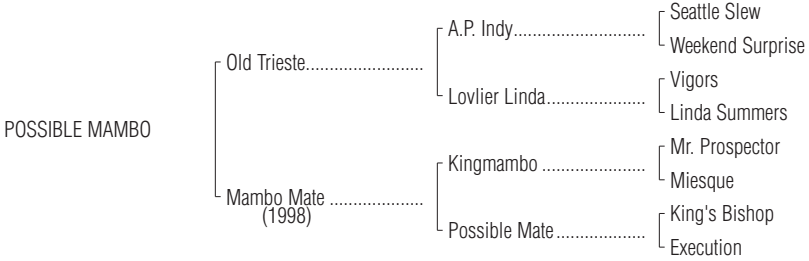 Seattle Slew
A.P. Indy..............................
Weekend Surprise
Old Trieste........................
Vigors
Lovlier Linda......................
Linda Summers
POSSIBLE MAMBO
Mr. Prospector
Kingmambo .......................
Miesque
Mambo Mate ...................
(1998)
King's Bishop
Possible Mate....................
Execution